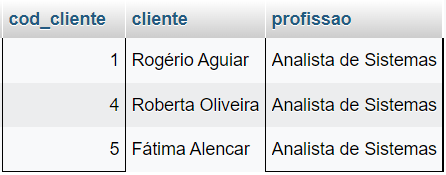 cod_cliente cliente profissao
1 Rogério Aguiar Analista de Sistemas
4 Roberta Oliveira Analista de Sistemas
5 Fátima Alencar Analista de Sistemas